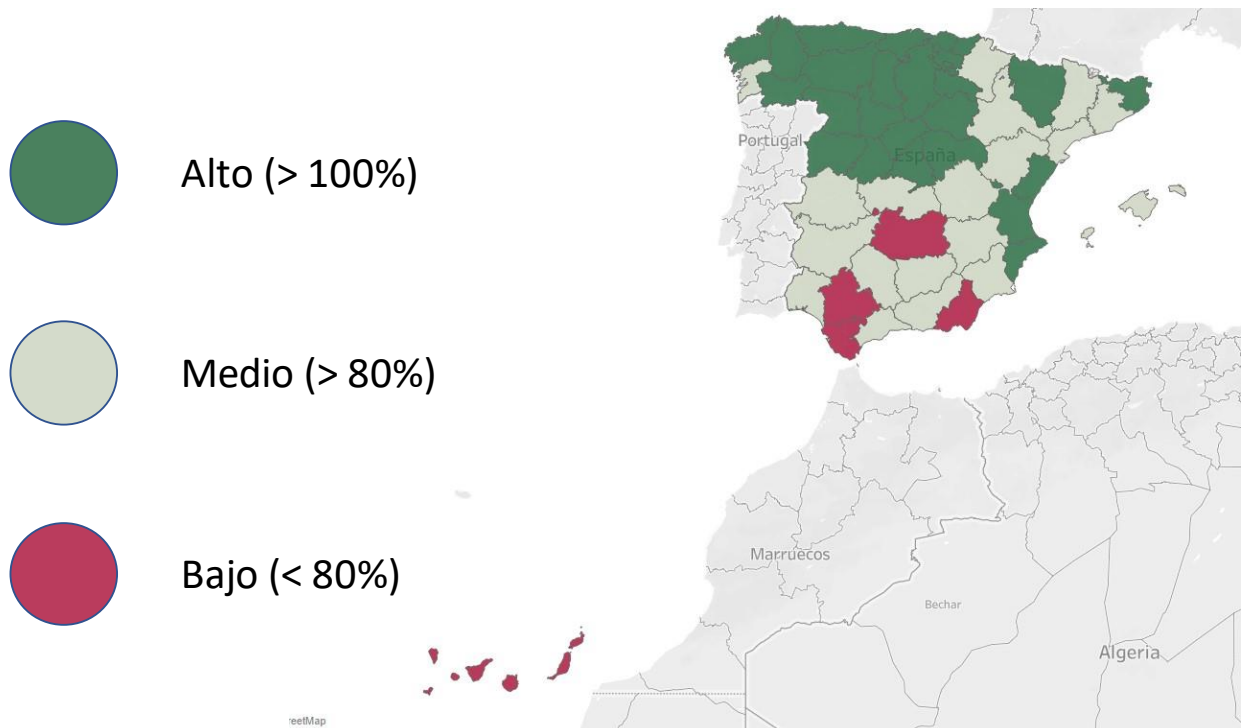 Alto (> 100%)
Medio (> 80%)
Bajo (< 80%)
Portugal
España
Marruecos
Bechar
Algeria
reetMap